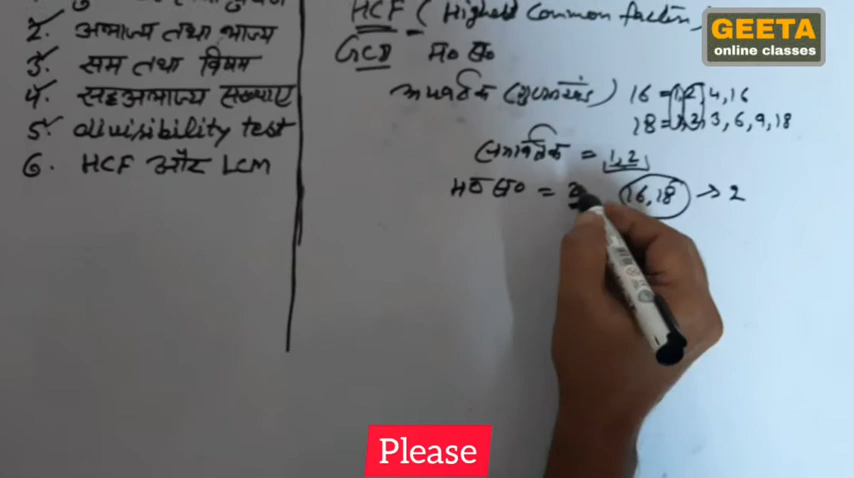 2. अभाज्य तथा भाज्य
3. सम तथा विषम
4. सहअभाज्य संख्याएं
5. divisibility test
6. HCF और LCM
HCF (Highest Common factor)
GCD म० स०
अपवर्तक (गुणनखंड) 16 = 1, 2, 4, 16
18 = 1, 2, 3, 6, 9, 18
समापवर्तक = 1, 2
म० स० = 2 16, 18 → 2
GEETA
online classes
Please